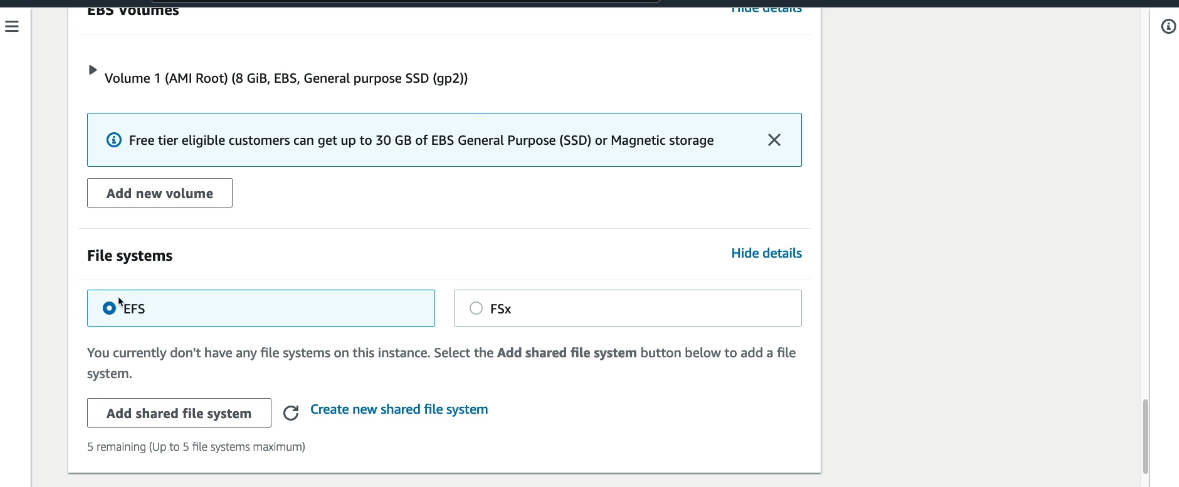 EBS Volumes
Hide details
Volume 1 (AMI Root) (8 GiB, EBS, General purpose SSD (gp2))
Free tier eligible customers can get up to 30 GB of EBS General Purpose (SSD) or Magnetic storage
Add new volume
File systems
Hide details
EFS
FSx
You currently don't have any file systems on this instance. Select the Add shared file system button below to add a file
system.
Add shared file system
Create new shared file system
5 remaining (Up to 5 file systems maximum)